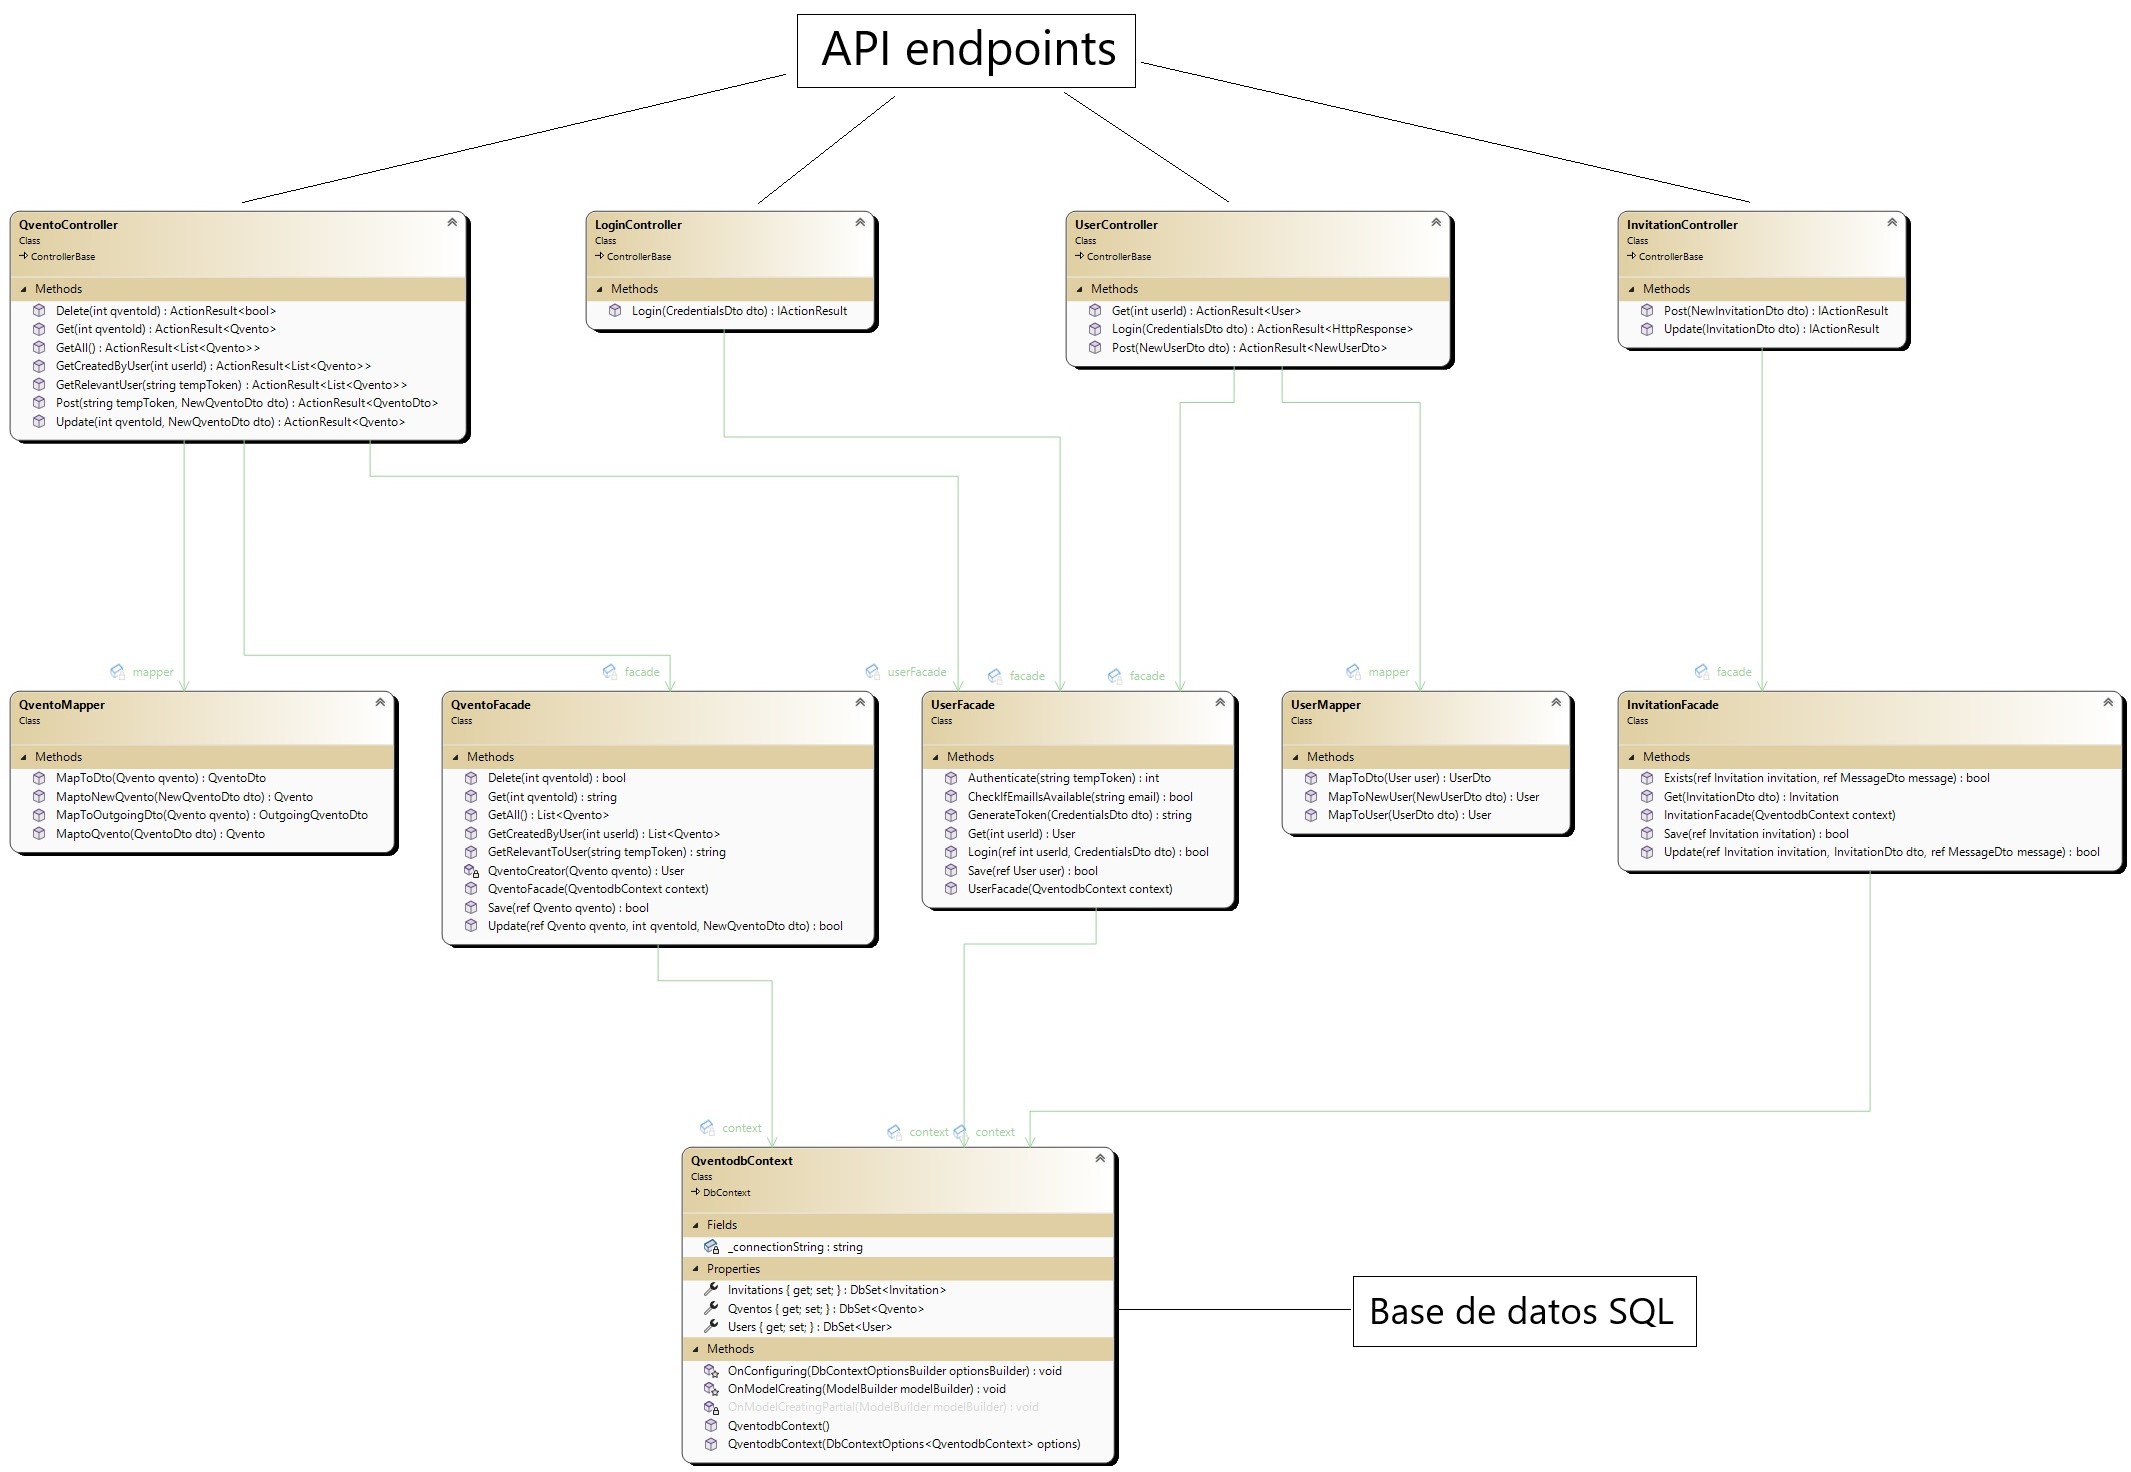 API endpoints
QventoController
Class
ControllerBase
Methods
Delete(int qventoId) : ActionResult<bool>
Get(int qventoId) : ActionResult<Qvento>
GetAll() : ActionResult<List<Qvento>>
GetCreatedByUser(int userId) : ActionResult<List<Qvento>>
GetRelevantUser(string tempToken) : ActionResult<List<Qvento>>
Post(string tempToken, NewQventoDto dto) : ActionResult<QventoDto>
Update(int qventoId, NewQventoDto dto) : ActionResult<Qvento>
LoginController
Class
ControllerBase
Methods
Login(CredentialsDto dto) : IActionResult
UserController
Class
ControllerBase
Methods
Get(int userId) : ActionResult<User>
Login(CredentialsDto dto) : ActionResult<HttpResponse>
Post(NewUserDto dto) : ActionResult<NewUserDto>
InvitationController
Class
ControllerBase
Methods
Post(NewInvitationDto dto) : IActionResult
Update(InvitationDto dto) : IActionResult
mapper
facade
userFacade
facade
facade
mapper
facade
QventoMapper
Class
Methods
MapToDto(Qvento qvento) : QventoDto
MaptoNewQvento(NewQventoDto dto) : Qvento
MapToOutgoingDto(Qvento qvento) : OutgoingQventoDto
MaptoQvento(QventoDto dto) : Qvento
QventoFacade
Class
Methods
Delete(int qventoId) : bool
Get(int qventoId) : string
GetAll() : List<Qvento>
GetCreatedByUser(int userId) : List<Qvento>
GetRelevantToUser(string tempToken) : string
QventoCreator(Qvento qvento) : User
QventoFacade(QventodbContext context)
Save(ref Qvento qvento) : bool
Update(ref Qvento qvento, int qventoId, NewQventoDto dto) : bool
UserFacade
Class
Methods
Authenticate(string tempToken) : int
CheckIfEmailIsAvailable(string email) : bool
GenerateToken(CredentialsDto dto) : string
Get(int userId) : User
Login(ref int userId, CredentialsDto dto) : bool
Save(ref User user) : bool
UserFacade(QventodbContext context)
UserMapper
Class
Methods
MapToDto(User user) : UserDto
MapToNewUser(NewUserDto dto) : User
MapToUser(UserDto dto) : User
InvitationFacade
Class
Methods
Exists(ref Invitation invitation, ref MessageDto message) : bool
Get(InvitationDto dto) : Invitation
InvitationFacade(QventodbContext context)
Save(ref Invitation invitation) : bool
Update(ref Invitation invitation, InvitationDto dto, ref MessageDto message) : bool
context
context
context
QventodbContext
Class
DbContext
Fields
_connectionString : string
Properties
Invitations { get; set; } : DbSet<Invitation>
Qventos { get; set; } : DbSet<Qvento>
Users { get; set; } : DbSet<User>
Methods
OnConfiguring(DbContextOptionsBuilder optionsBuilder) : void
OnModelCreating(ModelBuilder modelBuilder) : void
OnModelCreatingPartial(ModelBuilder modelBuilder) : void
QventodbContext()
QventodbContext(DbContextOptions<QventodbContext> options)
Base de datos SQL